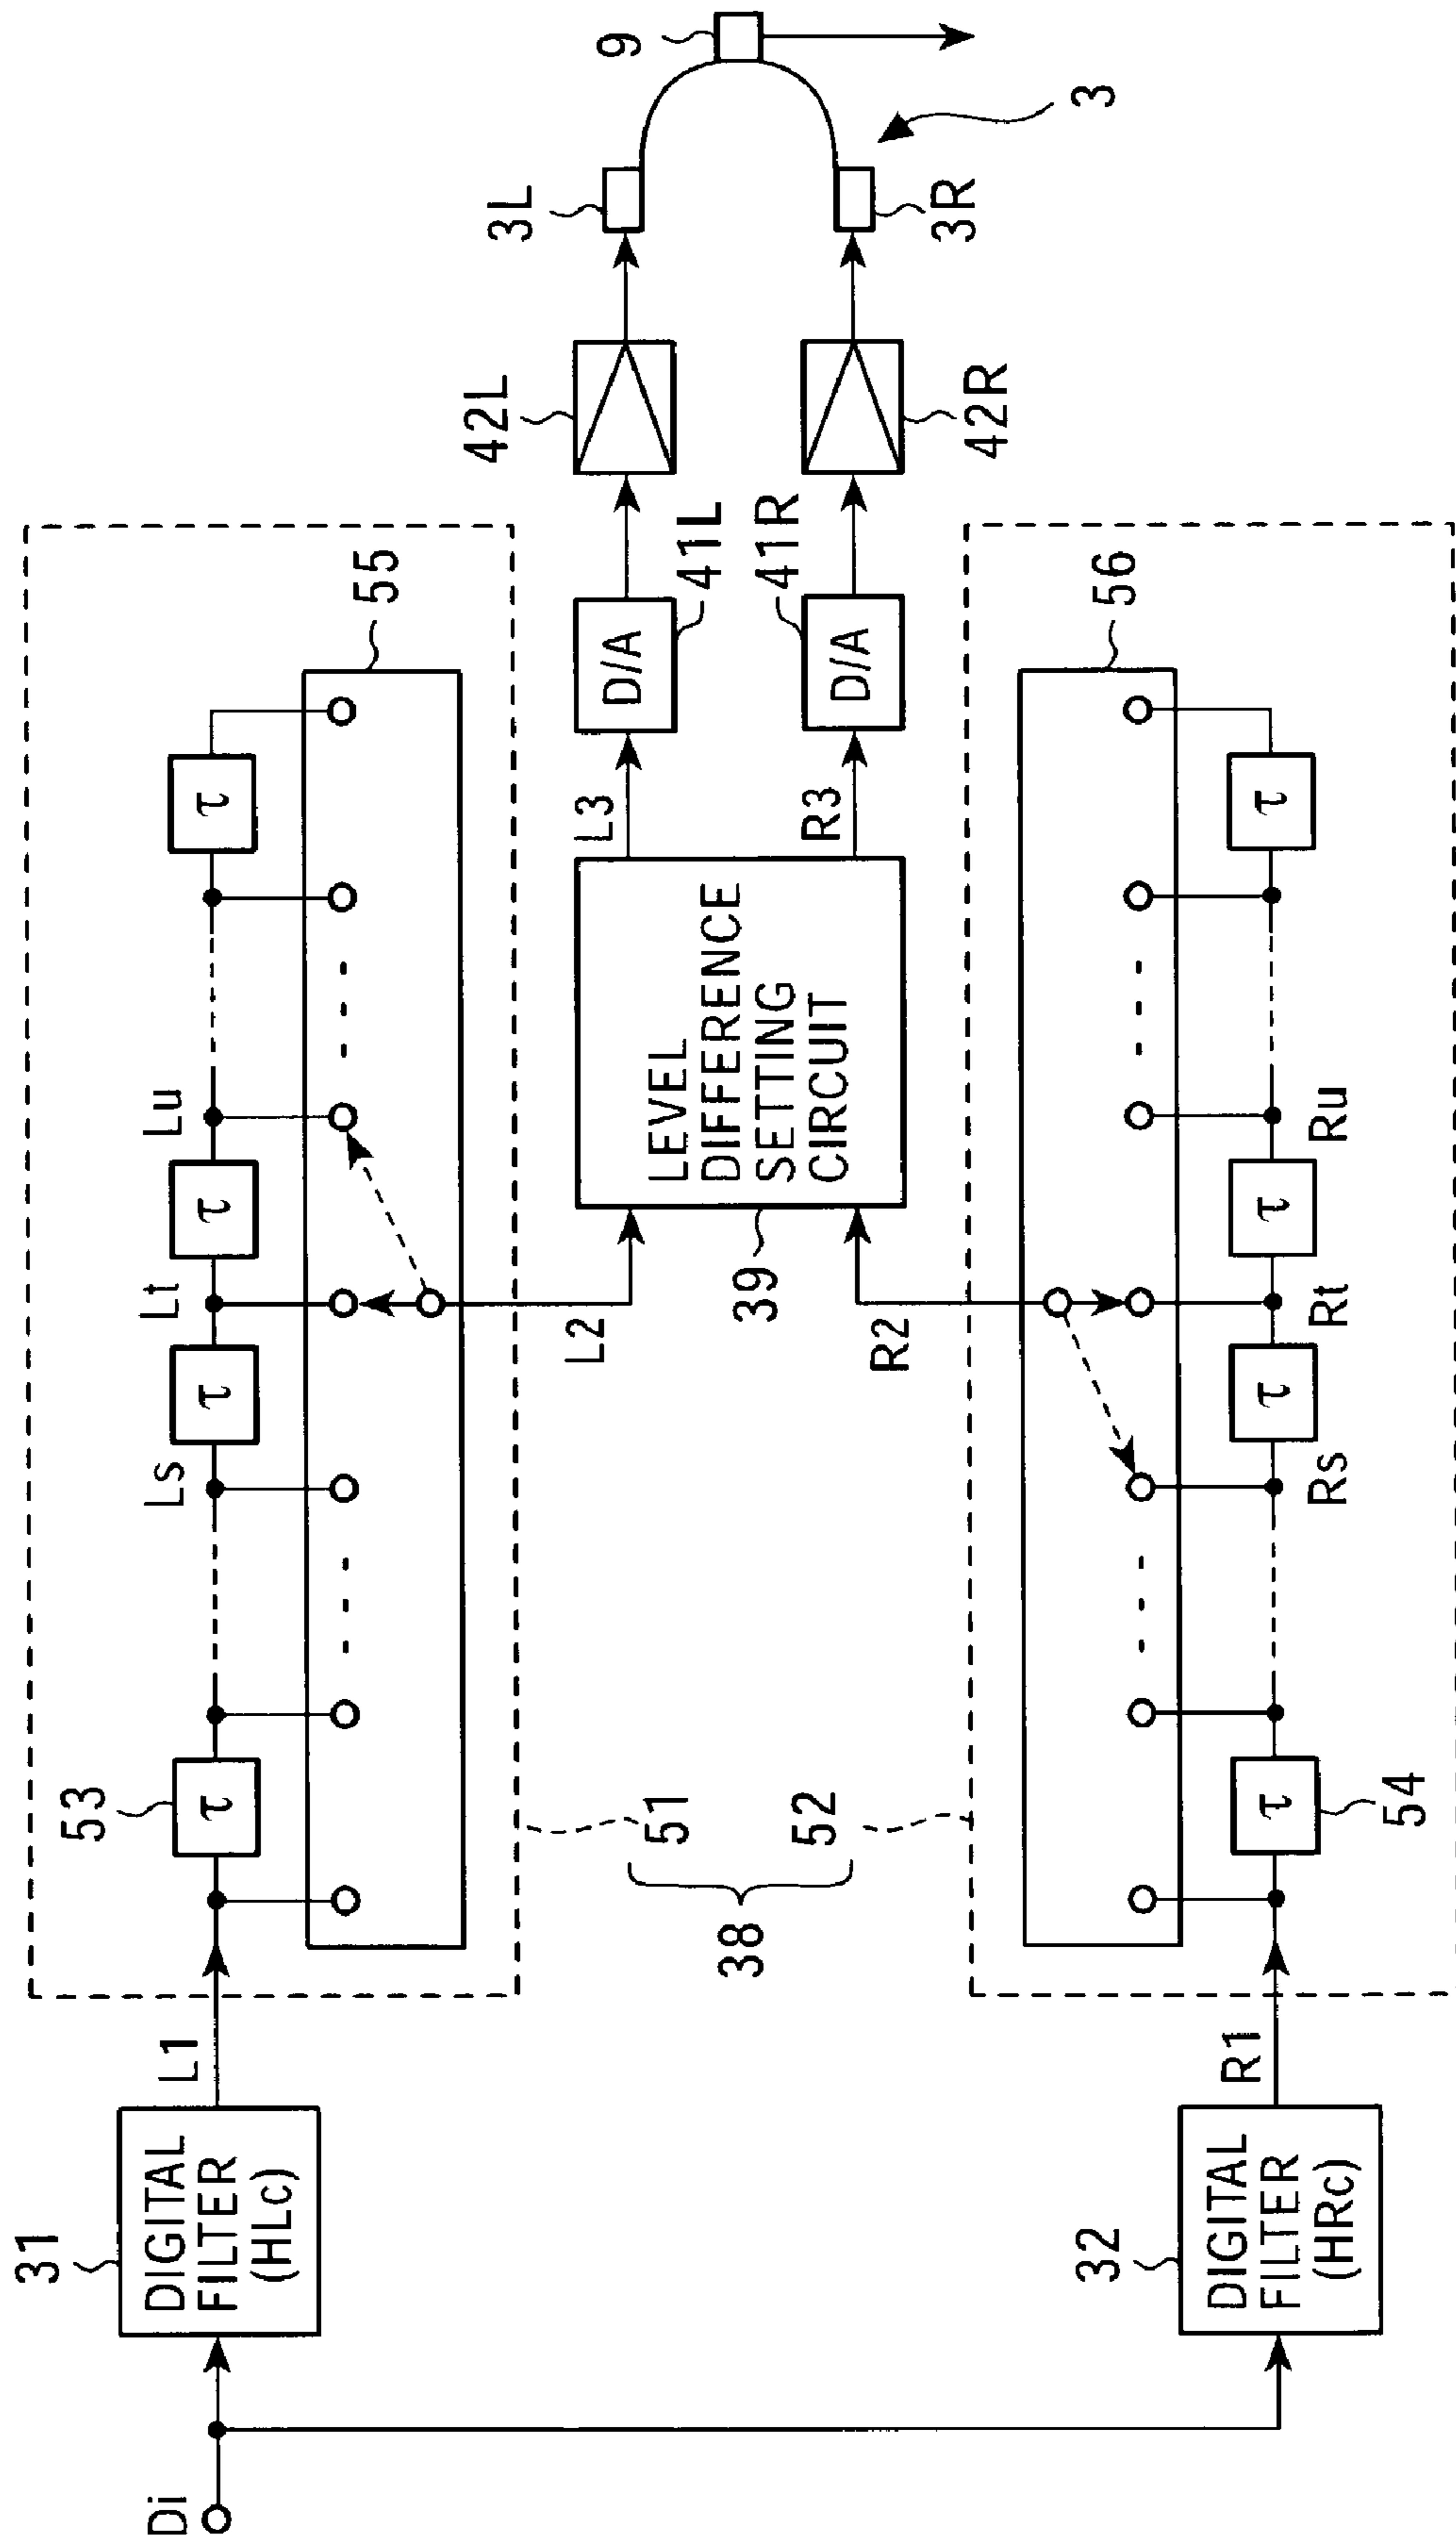 Di
31
DIGITAL
FILTER
(HLc)
L1
53
τ
Ls
τ
Lt
τ
Lu
τ
55
51
52
38
L2
R2
39
LEVEL
DIFFERENCE
SETTING
CIRCUIT
L3
R3
D/A
41L
D/A
41R
42L
42R
3L
3R
9
3
32
DIGITAL
FILTER
(HRc)
R1
54
τ
Rs
τ
Rt
τ
Ru
τ
56